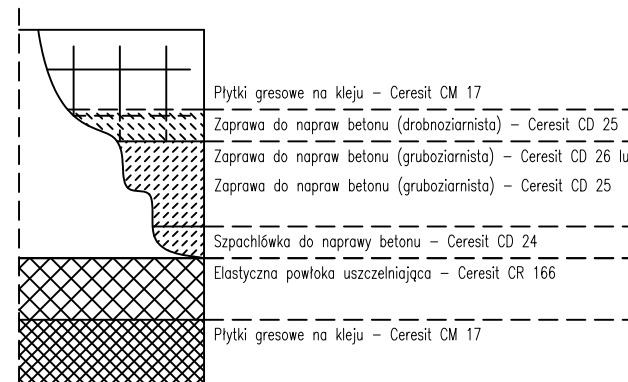 Płytki gresowe na kleju – Ceresit CM 17
Zaprawa do napraw betonu (drobnoziarnista) – Ceresit CD 25
Zaprawa do napraw betonu (gruboziarnista) – Ceresit CD 26 lu
Zaprawa do napraw betonu (gruboziarnista) – Ceresit CD 25
Szpachlówka do naprawy betonu – Ceresit CD 24
Elastyczna powłoka uszczelniająca – Ceresit CR 166
Płytki gresowe na kleju – Ceresit CM 17